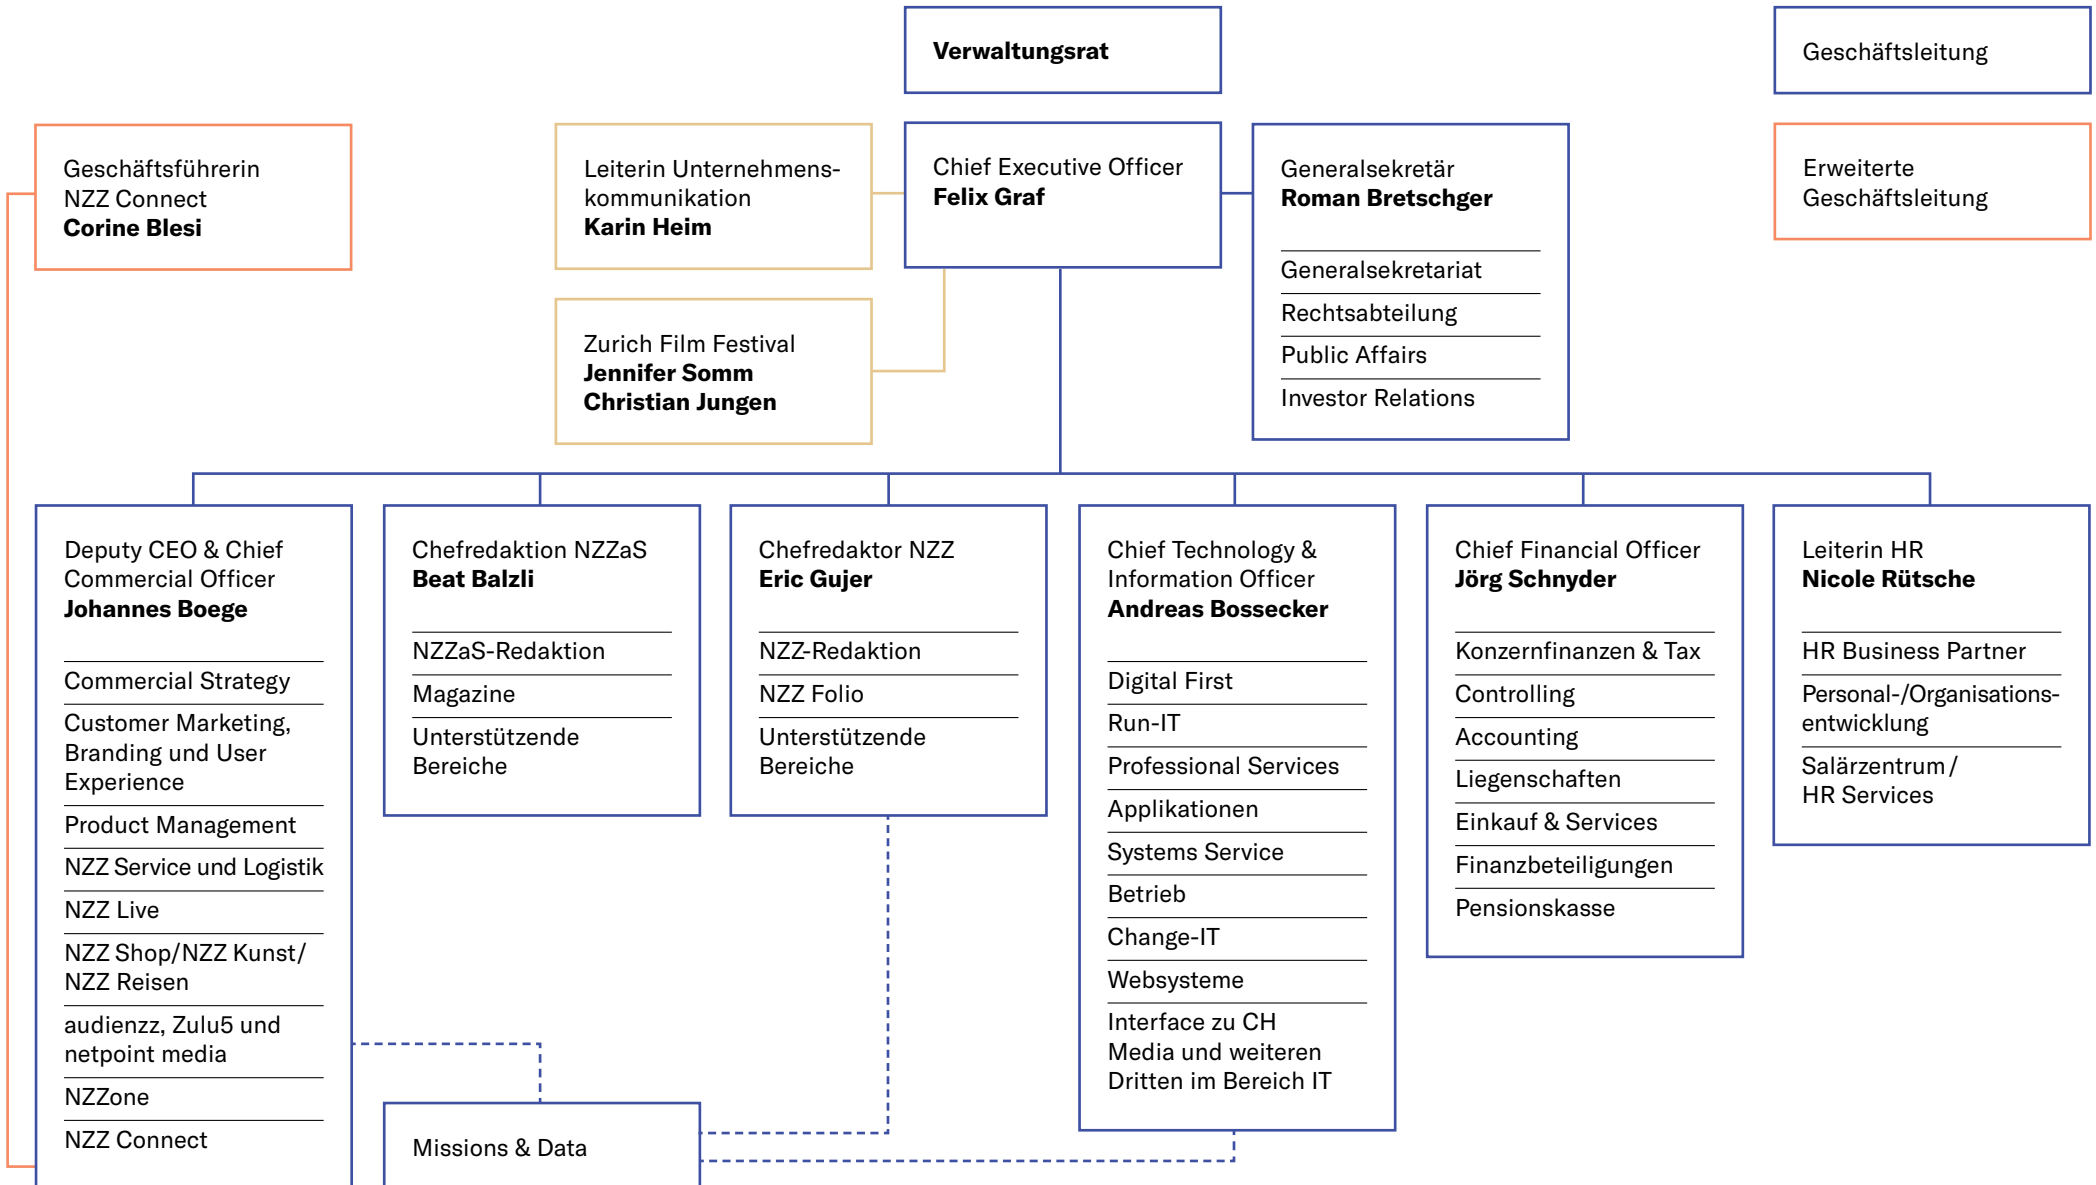 Verwaltungsrat
Geschäftsleitung
Geschäftsführerin
NZZ Connect
Corine Blesi
Leiterin Unternehmens-
kommunikation
Karin Heim
Chief Executive Officer
Felix Graf
Generalsekretär
Roman Bretschger
Generalsekretariat
Rechtsabteilung
Public Affairs
Investor Relations
Erweiterte
Geschäftsleitung
Zurich Film Festival
Jennifer Somm
Christian Jungen
Deputy CEO & Chief
Commercial Officer
Johannes Boege
Commercial Strategy
Customer Marketing,
Branding und User
Experience
Product Management
NZZ Service und Logistik
NZZ Live
NZZ Shop/NZZ Kunst/
NZZ Reisen
audienzz, Zulu5 und
netpoint media
NZZone
NZZ Connect
Chefredaktion NZZaS
Beat Balzli
NZZaS-Redaktion
Magazine
Unterstützende
Bereiche
Chefredaktor NZZ
Eric Gujer
NZZ-Redaktion
NZZ Folio
Unterstützende
Bereiche
Chief Technology &
Information Officer
Andreas Bossecker
Digital First
Run-IT
Professional Services
Applikationen
Systems Service
Betrieb
Change-IT
Websysteme
Interface zu CH
Media und weiteren
Dritten im Bereich IT
Chief Financial Officer
Jörg Schnyder
Konzernfinanzen & Tax
Controlling
Accounting
Liegenschaften
Einkauf & Services
Finanzbeteiligungen
Pensionskasse
Leiterin HR
Nicole Rütsche
HR Business Partner
Personal-/Organisations-
entwicklung
Salärzentrum/
HR Services
Missions & Data